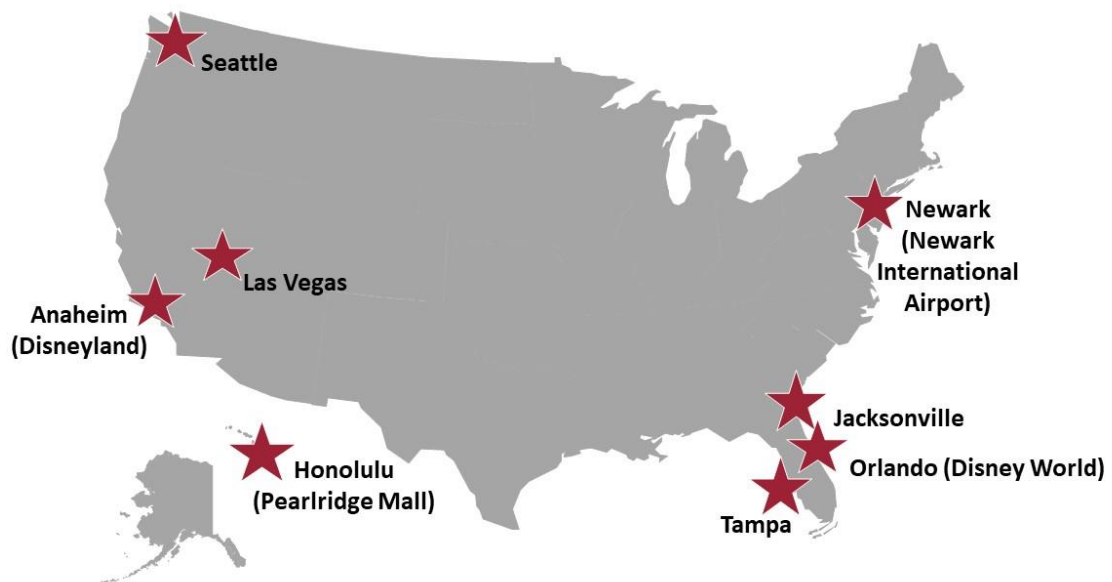 Seattle
Newark
(Newark
International
Airport)
Las Vegas
Anaheim
(Disneyland)
Jacksonville
Orlando (Disney World)
Honolulu
(Pearlridge Mall)
Tampa